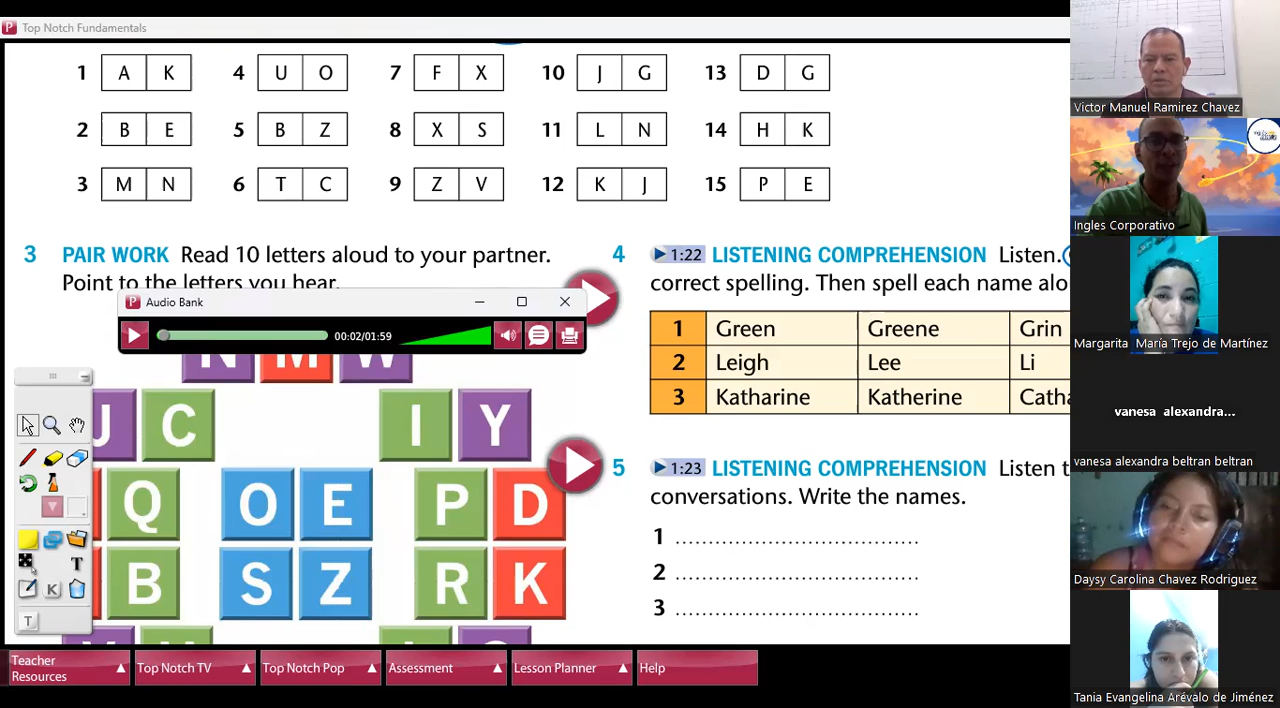 Top Notch Fundamentals
1 A K 4 U O 7 F X 10 J G 13 D G
2 B E 5 B Z 8 X S 11 L N 14 H K
3 M N 6 T C 9 Z V 12 K J 15 P E
3 PAIR WORK Read 10 letters aloud to your partner.
Point to the letters you hear.
Audio Bank
00:02/01:59
N M W
U C I Y
Q O E P D
B S Z R K
T
K
T
4 1:22 LISTENING COMPREHENSION Listen.
correct spelling. Then spell each name alo
1 Green Greene Grin
2 Leigh Lee Li
3 Katharine Katherine Catha
5 1:23 LISTENING COMPREHENSION Listen t
conversations. Write the names.
1
2
3
Teacher
Resources
Top Notch TV
Top Notch Pop
Assessment
Lesson Planner
Help
Víctor Manuel Ramirez Chavez
Ingles Corporativo
Margarita María Trejo de Martínez
vanesa alexandra...
vanesa alexandra beltran beltran
Daysy Carolina Chavez Rodriguez
Tania Evangelina Arévalo de Jiménez